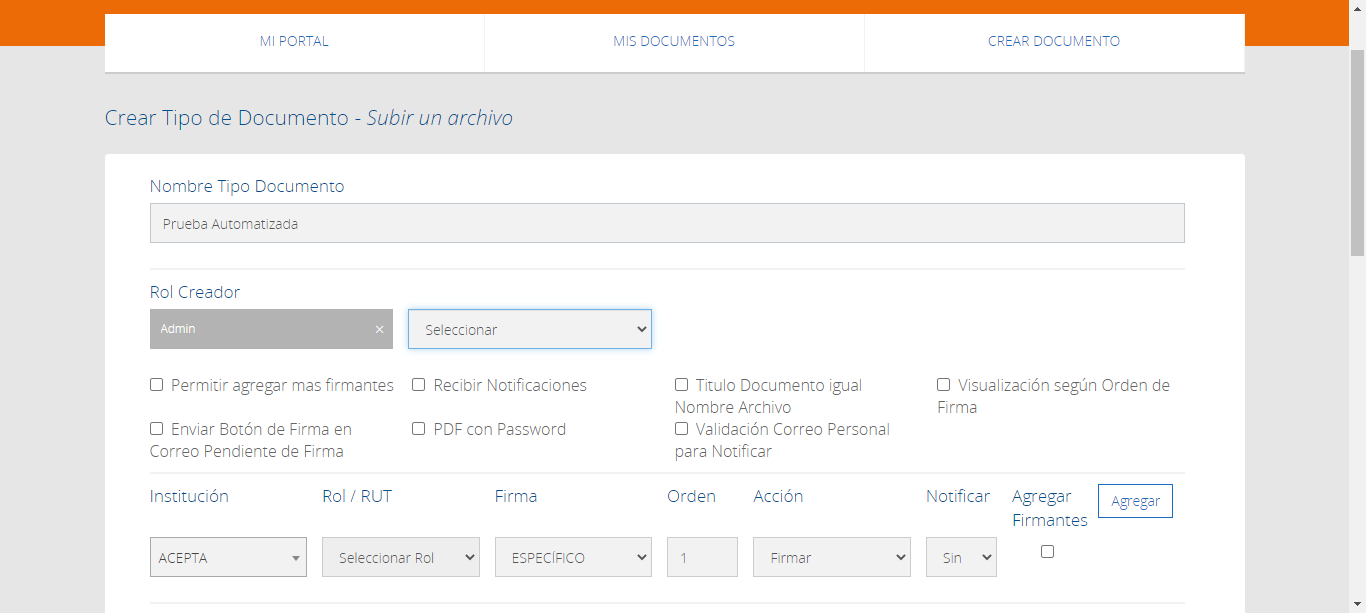 MI PORTAL
MIS DOCUMENTOS
CREAR DOCUMENTO
Crear Tipo de Documento - Subir un archivo
Nombre Tipo Documento
Prueba Automatizada
Rol Creador
Admin ×
Seleccionar
Permitir agregar mas firmantes
Recibir Notificaciones
Titulo Documento igual
Nombre Archivo
Visualización según Orden de
Firma
Enviar Botón de Firma en
Correo Pendiente de Firma
PDF con Password
Validación Correo Personal
para Notificar
Institución
Rol / RUT
Firma
Orden
Acción
Notificar
Agregar
Firmantes
Agregar
ACEPTA
Seleccionar Rol
ESPECÍFICO
1
Firmar
Sin